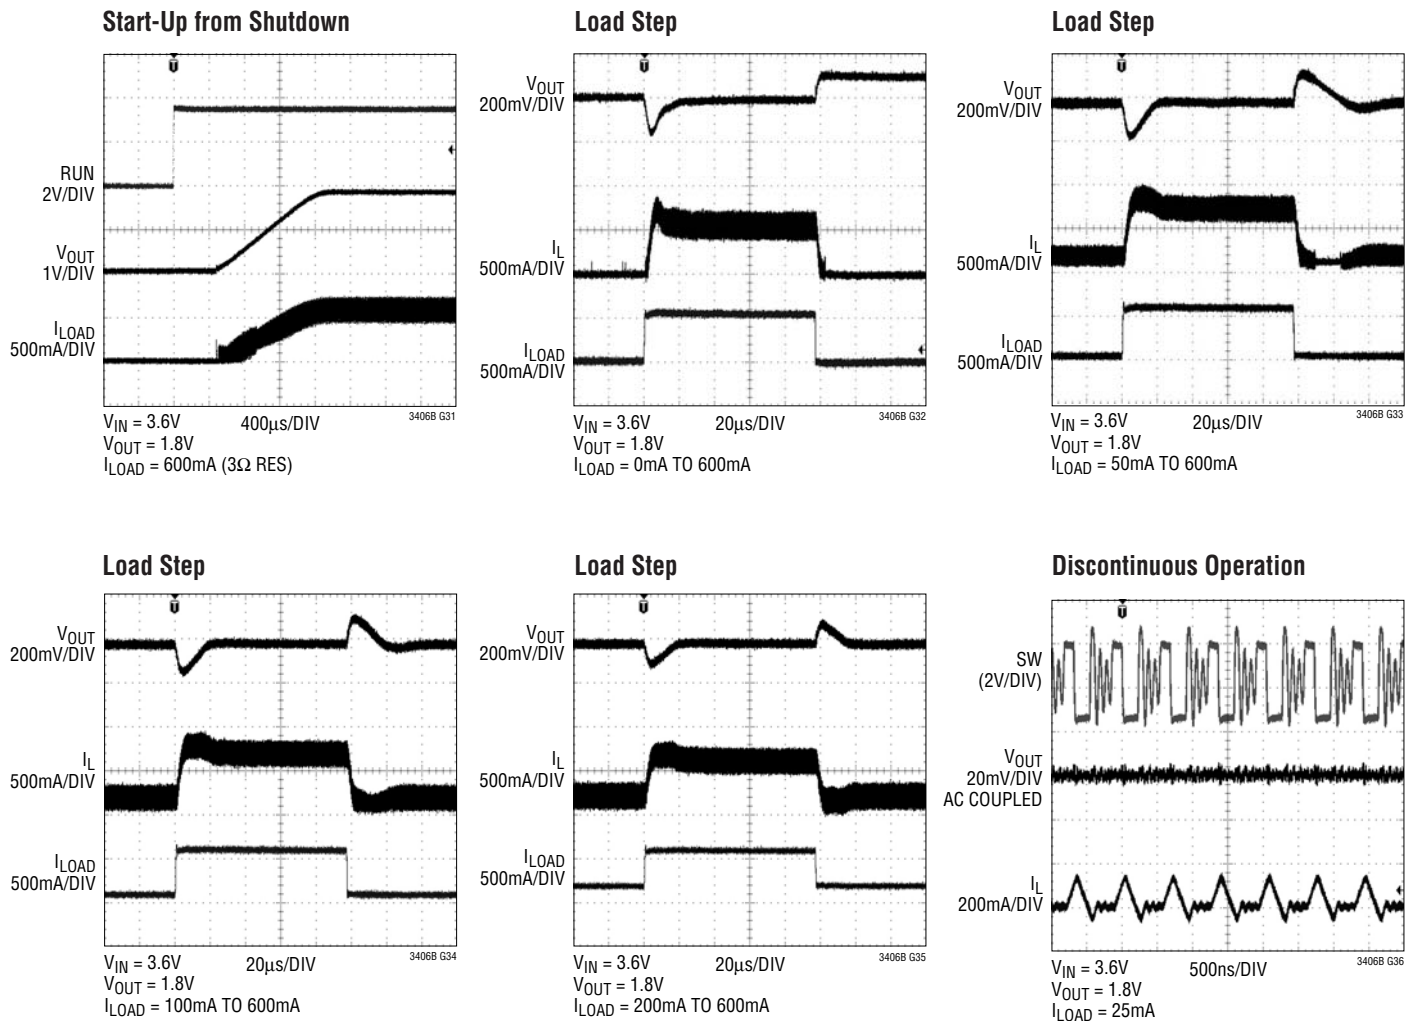 Start-Up from Shutdown
RUN
2V/DIV
VOUT
1V/DIV
ILOAD
500mA/DIV
VIN = 3.6V
VOUT = 1.8V
ILOAD = 600mA (3Ω RES)
400µs/DIV
3406B G31
Load Step
VOUT
200mV/DIV
IL
500mA/DIV
ILOAD
500mA/DIV
VIN = 3.6V
VOUT = 1.8V
ILOAD = 0mA TO 600mA
20µs/DIV
3406B G32
Load Step
VOUT
200mV/DIV
IL
500mA/DIV
ILOAD
500mA/DIV
VIN = 3.6V
VOUT = 1.8V
ILOAD = 50mA TO 600mA
20µs/DIV
3406B G33
Load Step
VOUT
200mV/DIV
IL
500mA/DIV
ILOAD
500mA/DIV
VIN = 3.6V
VOUT = 1.8V
ILOAD = 100mA TO 600mA
20µs/DIV
3406B G34
Load Step
VOUT
200mV/DIV
IL
500mA/DIV
ILOAD
500mA/DIV
VIN = 3.6V
VOUT = 1.8V
ILOAD = 200mA TO 600mA
20µs/DIV
3406B G35
Discontinuous Operation
SW
(2V/DIV)
VOUT
20mV/DIV
AC COUPLED
IL
200mA/DIV
VIN = 3.6V
VOUT = 1.8V
ILOAD = 25mA
500ns/DIV
3406B G36